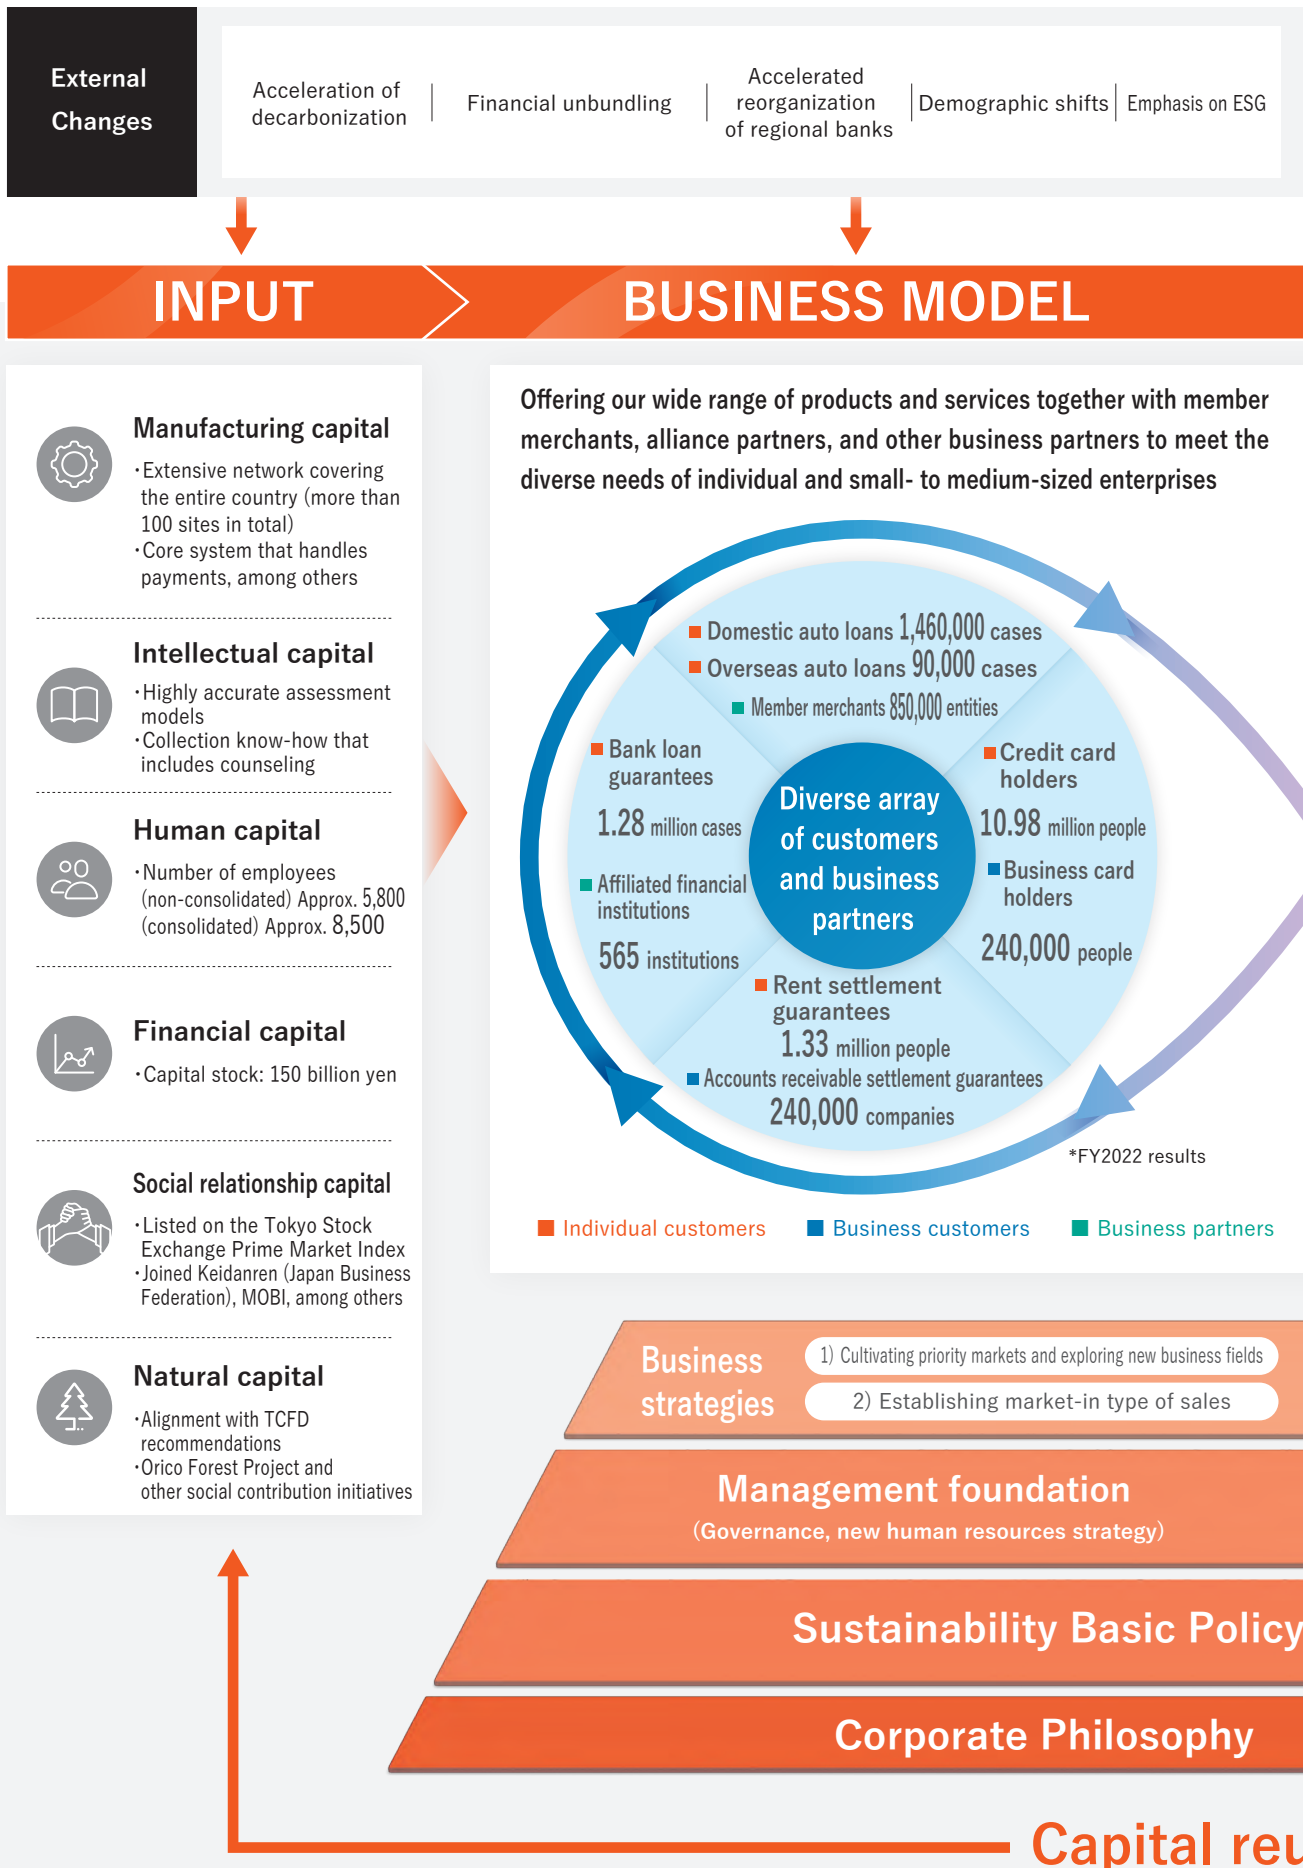 External
Changes
Acceleration of
decarbonization
Financial unbundling
Accelerated
reorganization
of regional banks
Demographic shifts
Emphasis on ESG
INPUT
BUSINESS MODEL
Manufacturing capital
・Extensive network covering
the entire country (more than
100 sites in total)
・Core system that handles
payments, among others
Intellectual capital
・Highly accurate assessment
models
・Collection know-how that
includes counseling
Human capital
・Number of employees
(non-consolidated) Approx. 5,800
(consolidated) Approx. 8,500
Financial capital
・Capital stock: 150 billion yen
Social relationship capital
・Listed on the Tokyo Stock
Exchange Prime Market Index
・Joined Keidanren (Japan Business
Federation), MOBI, among others
Natural capital
・Alignment with TCFD
recommendations
・Orico Forest Project and
other social contribution initiatives
Offering our wide range of products and services together with member
merchants, alliance partners, and other business partners to meet the
diverse needs of individual and small- to medium-sized enterprises
Domestic auto loans 1,460,000 cases
Overseas auto loans 90,000 cases
Member merchants 850,000 entities
Bank loan
guarantees
1.28 million cases
Affiliated financial
institutions
565 institutions
Diverse array
of customers
and business
partners
Credit card
holders
10.98 million people
Business card
holders
240,000 people
Rent settlement
guarantees
1.33 million people
Accounts receivable settlement guarantees
240,000 companies
*FY2022 results
Individual customers
Business customers
Business partners
Business
strategies
1) Cultivating priority markets and exploring new business fields
2) Establishing market-in type of sales
Management foundation
(Governance, new human resources strategy)
Sustainability Basic Policy
Corporate Philosophy
Capital